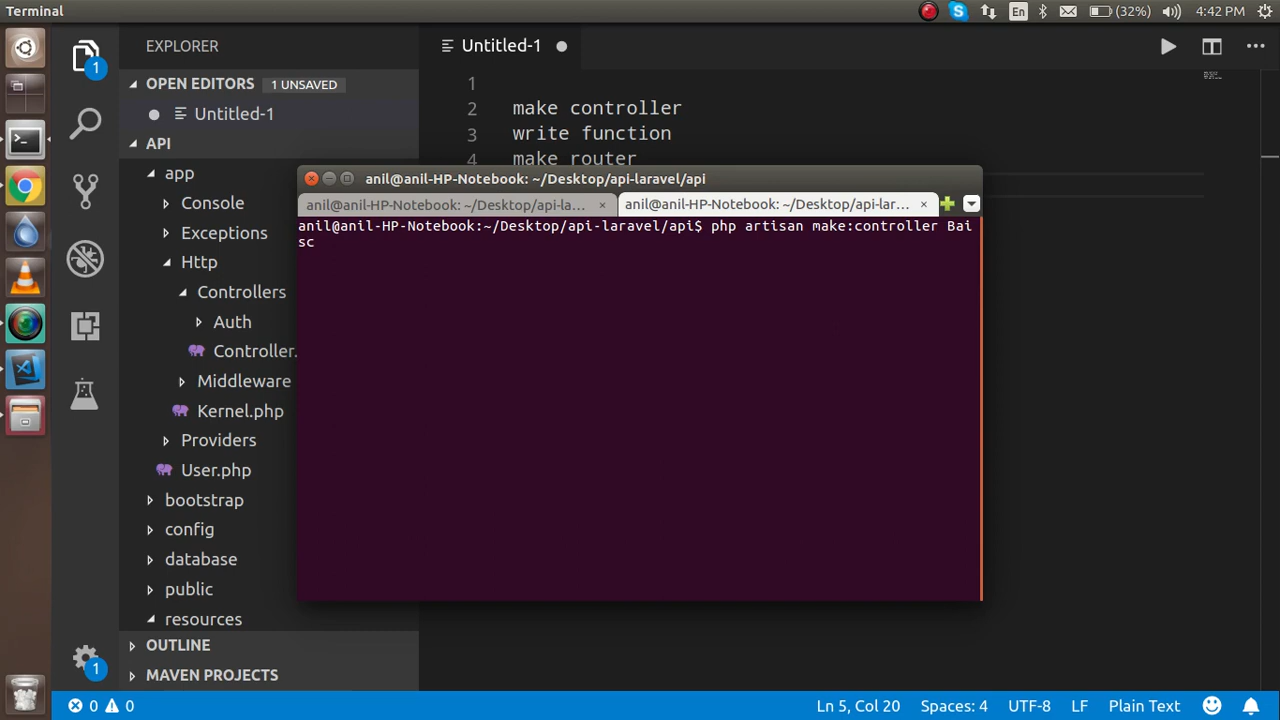 Terminal
En
(32%)
4:42 PM
EXPLORER
Untitled-1
OPEN EDITORS
1 UNSAVED
Untitled-1
API
app
Console
Exceptions
Http
Controllers
Auth
Controller.
Middleware
Kernel.php
Providers
User.php
bootstrap
config
database
public
resources
OUTLINE
MAVEN PROJECTS
1
1
1
2 make controller
3 write function
4 make router
anil@anil-HP-Notebook: ~/Desktop/api-laravel/api
anil@anil-HP-Notebook: ~/Desktop/api-la...
anil@anil-HP-Notebook: ~/Desktop/api-lar...
anil@anil-HP-Notebook:~/Desktop/api-laravel/api$ php artisan make:controller Bai
sc
0
0
Ln 5, Col 20
Spaces: 4
UTF-8
LF
Plain Text